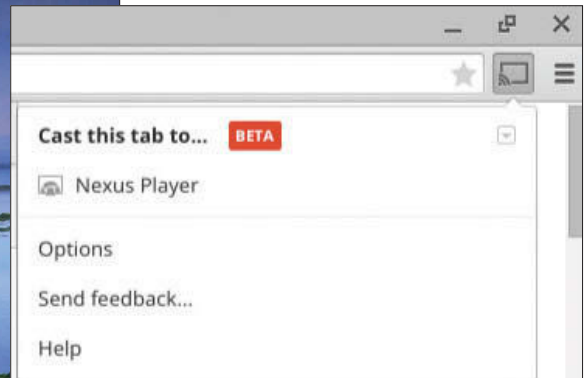 Cast this tab to... BETA
Nexus Player
Options
Send feedback...
Help